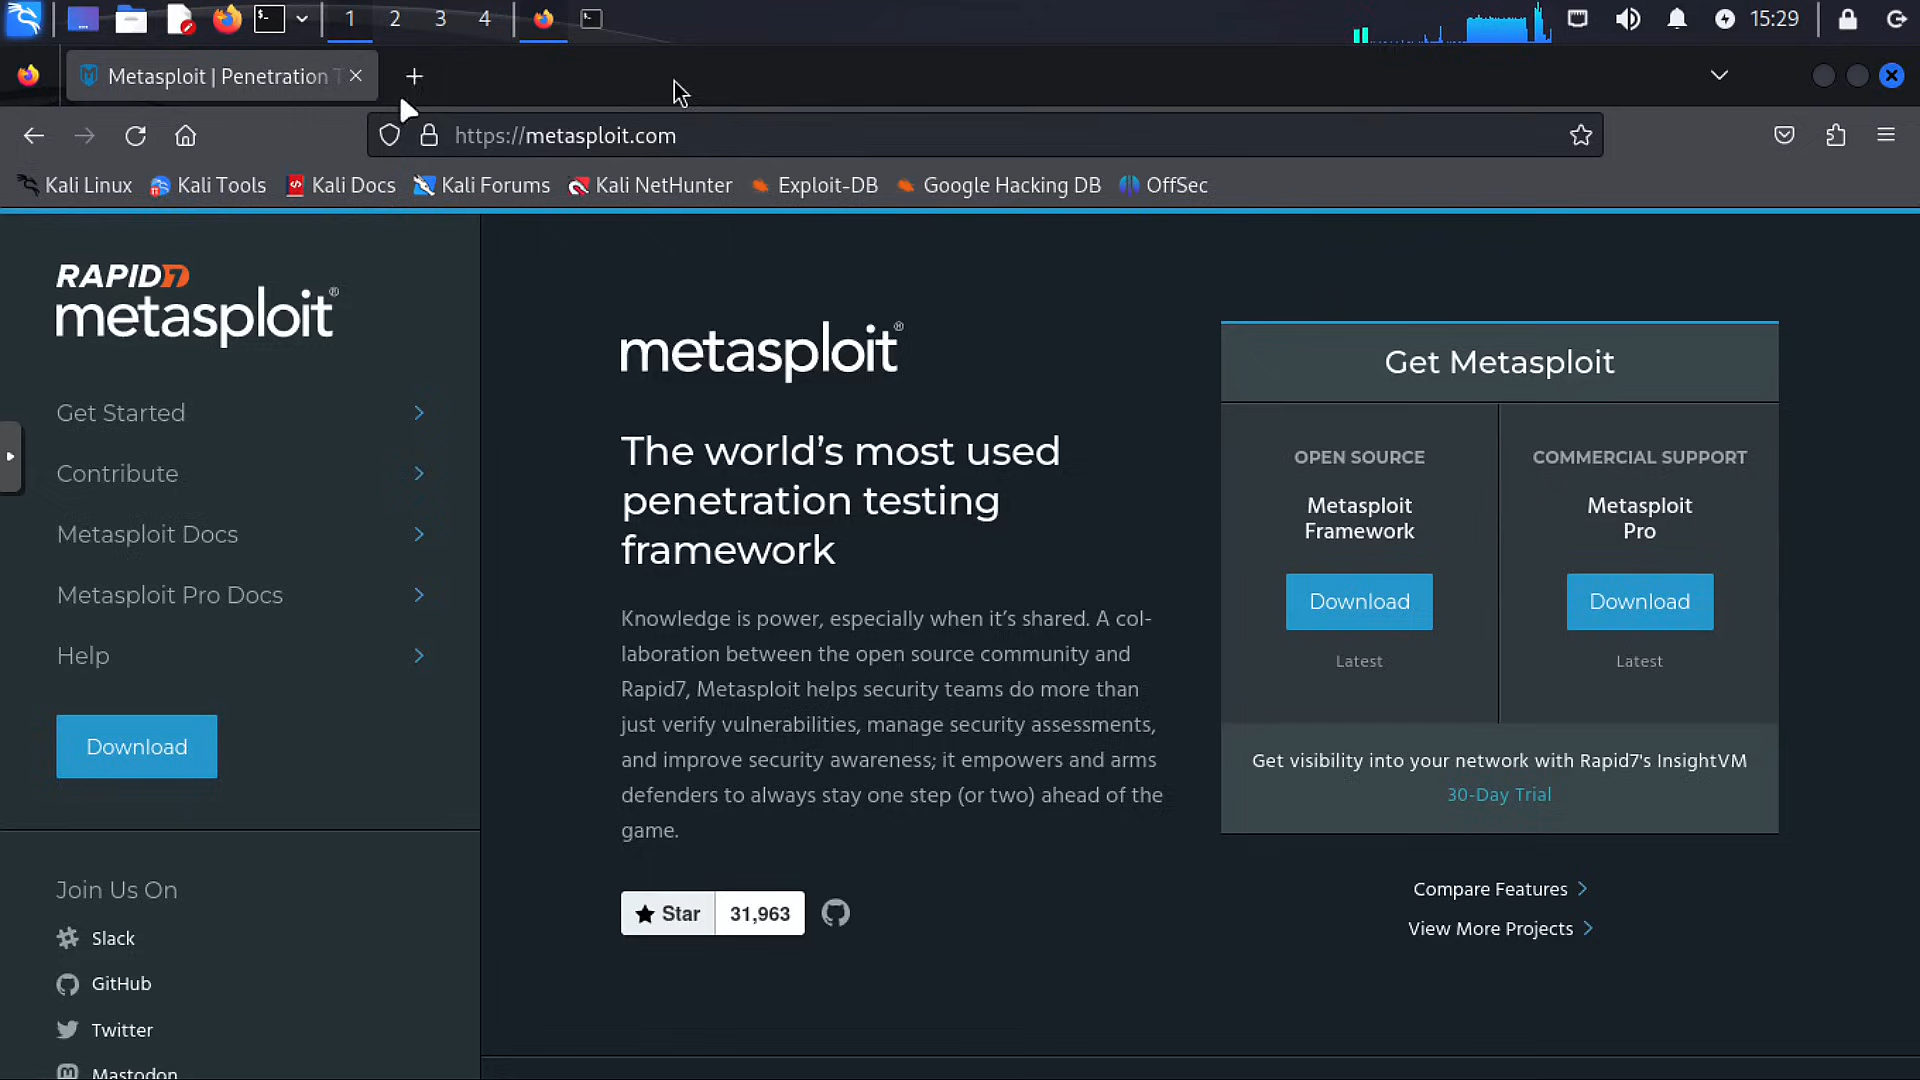 1 2 3 4
15:29
Metasploit | Penetration T
https://metasploit.com
Kali Linux Kali Tools Kali Docs Kali Forums Kali NetHunter Exploit-DB Google Hacking DB OffSec
RAPID7
metasploit®
Get Started
Contribute
Metasploit Docs
Metasploit Pro Docs
Help
Download
Join Us On
Slack
GitHub
Twitter
Mastodon
metasploit®
The world’s most used
penetration testing
framework
Knowledge is power, especially when it’s shared. A col-
laboration between the open source community and
Rapid7, Metasploit helps security teams do more than
just verify vulnerabilities, manage security assessments,
and improve security awareness; it empowers and arms
defenders to always stay one step (or two) ahead of the
game.
Star 31,963
Get Metasploit
OPEN SOURCE
Metasploit
Framework
Download
Latest
COMMERCIAL SUPPORT
Metasploit
Pro
Download
Latest
Get visibility into your network with Rapid7's InsightVM
30-Day Trial
Compare Features
View More Projects